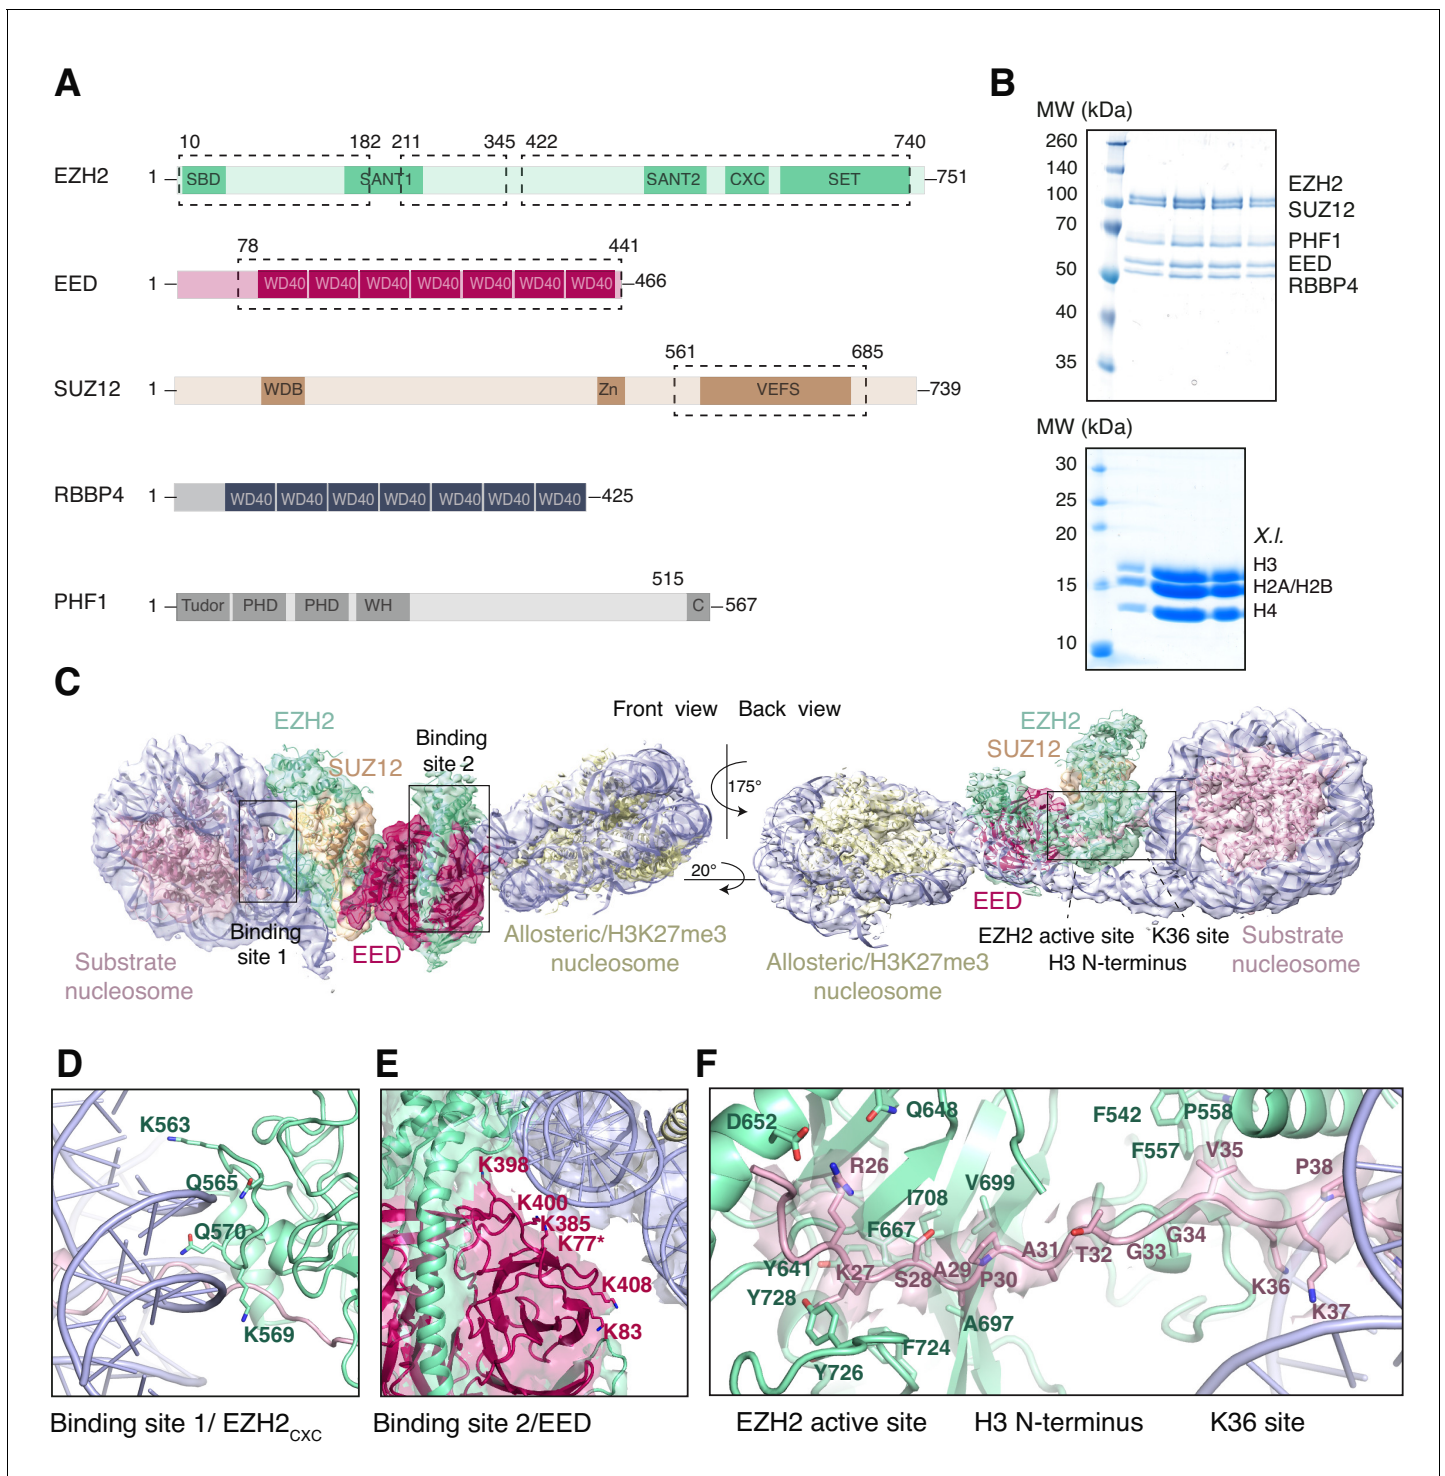 A
B
10 182 211 345 422 740
EZH2 1 SBD SANT1 SANT2 CXC SET 751
78 441
EED 1 WD40 WD40 WD40 WD40 WD40 WD40 WD40 466
561 685
SUZ12 1 WDB Zn VEFS 739
RBBP4 1 WD40 WD40 WD40 WD40 WD40 WD40 WD40 425
515
PHF1 1 Tudor PHD PHD WH C 567
MW (kDa)
260
140
100
70
50
40
35
EZH2
SUZ12
PHF1
EED
RBBP4
MW (kDa)
30
25
20
15
10
X.l.
H3
H2A/H2B
H4
C
Front view Back view
EZH2
SUZ12
Binding
site 2
Binding
site 1
EED
Substrate
nucleosome
Allosteric/H3K27me3
nucleosome
175°
20°
EZH2
SUZ12
EED
Allosteric/H3K27me3
nucleosome
EZH2 active site
H3 N-terminus
K36 site
Substrate
nucleosome
D
K563
Q565
Q570
K569
Binding site 1/ EZH2CXC
E
K398
K400
K385
K77*
K408
K83
Binding site 2/EED
F
D652
Q648
F542
P558
F557
V35
P38
R26
I708
V699
F667
Y641
K27
S28
A29
P30
A31
T32
G33
G34
K36
K37
Y728
A697
F724
Y726
EZH2 active site
H3 N-terminus
K36 site